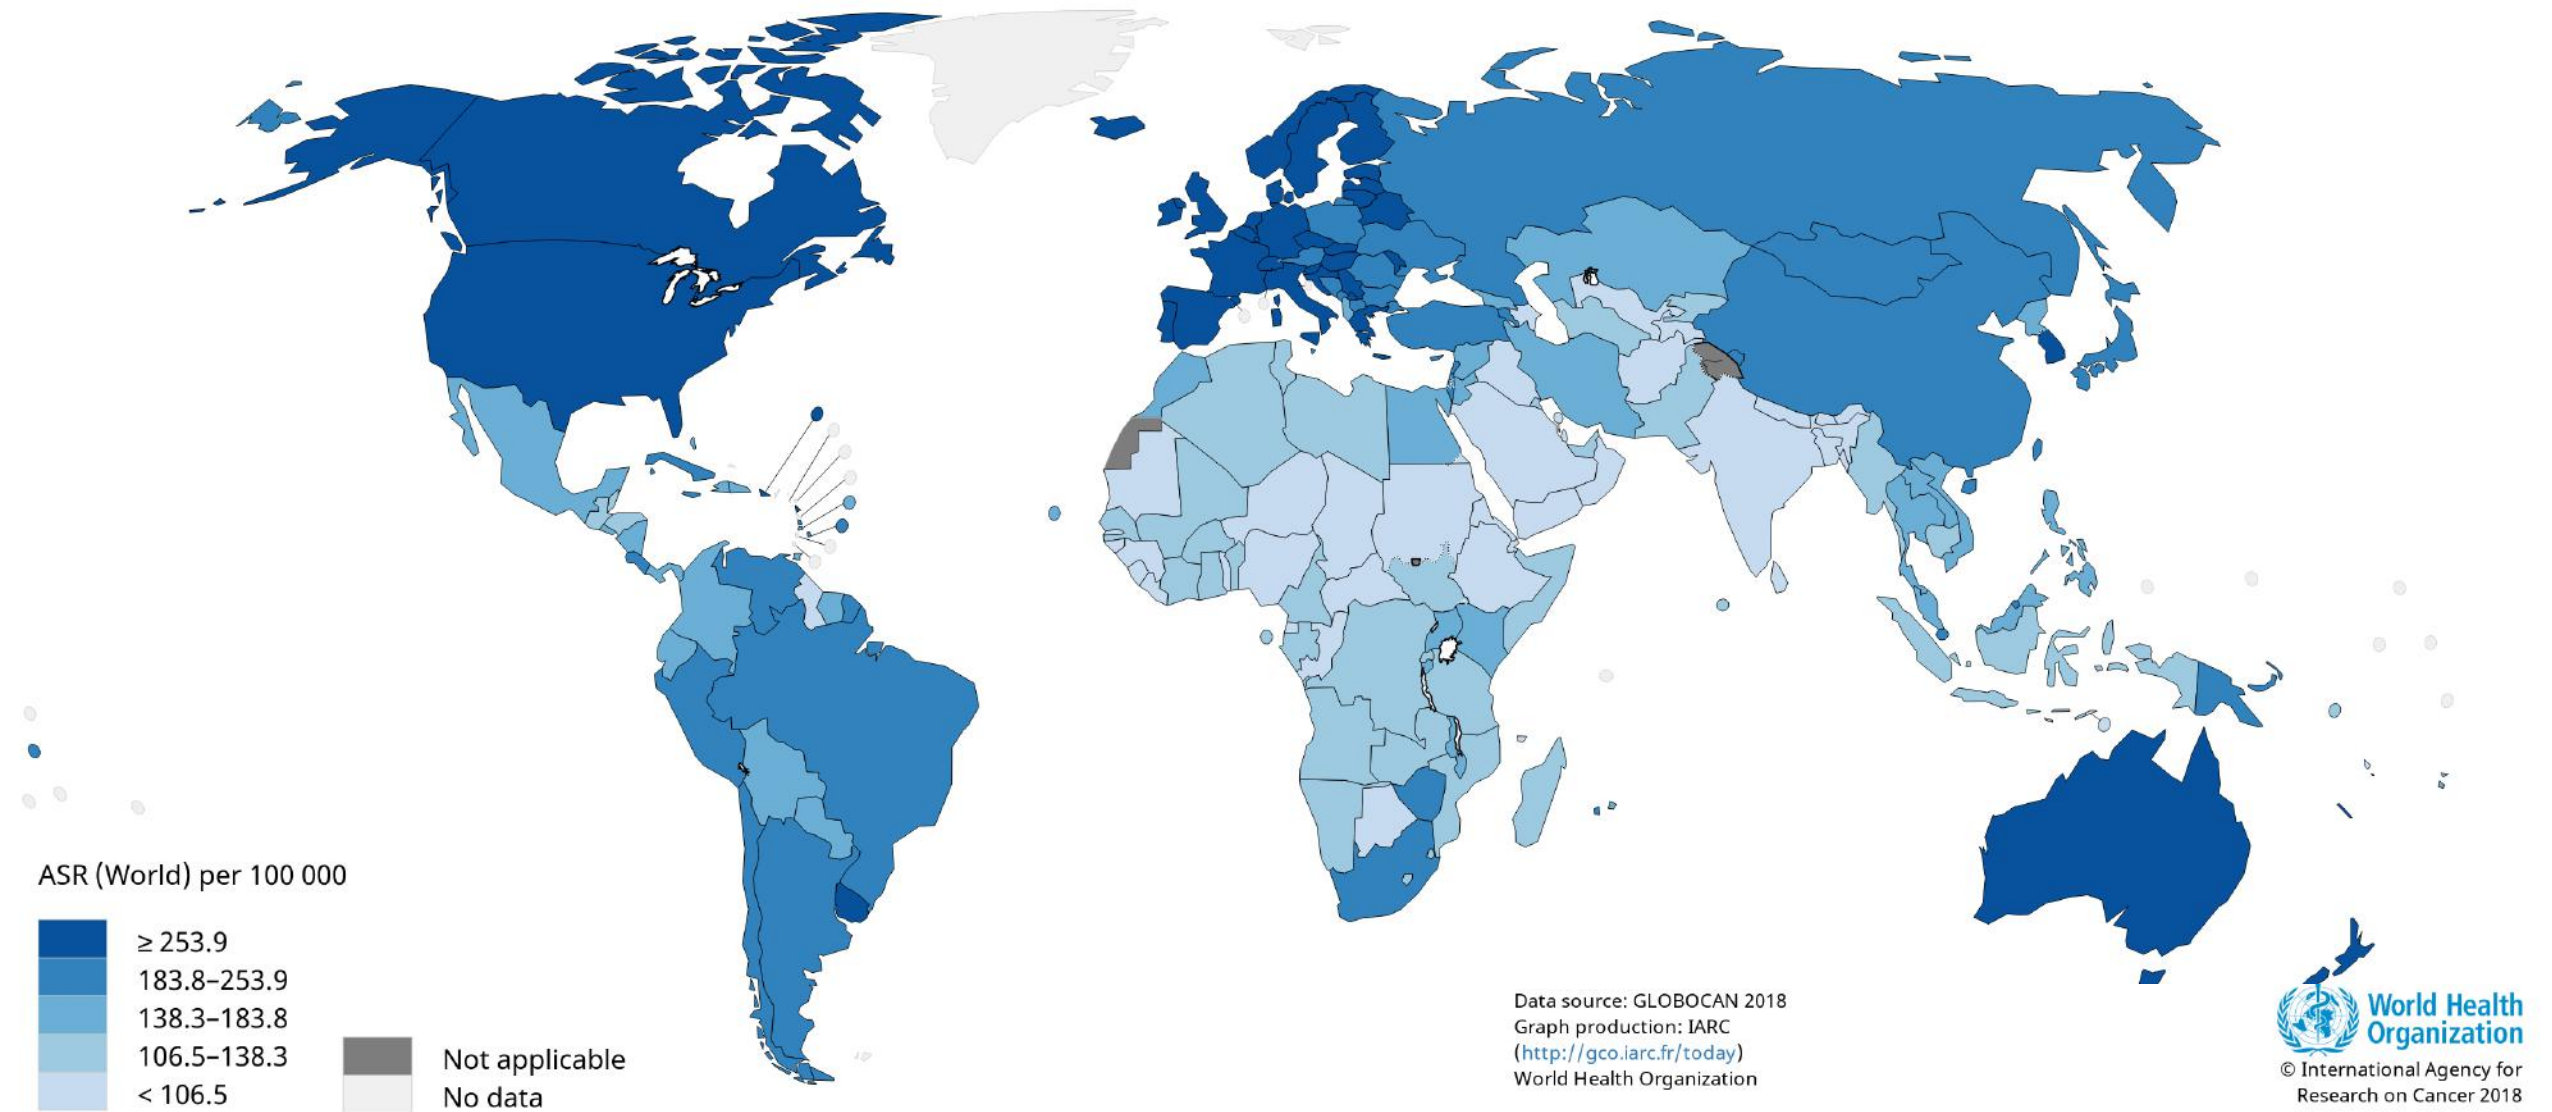 ASR (World) per 100 000
≥ 253.9
183.8–253.9
138.3–183.8
106.5–138.3
< 106.5
Not applicable
No data
Data source: GLOBOCAN 2018
Graph production: IARC
(http://gco.iarc.fr/today)
World Health Organization
World Health
Organization
© International Agency for
Research on Cancer 2018